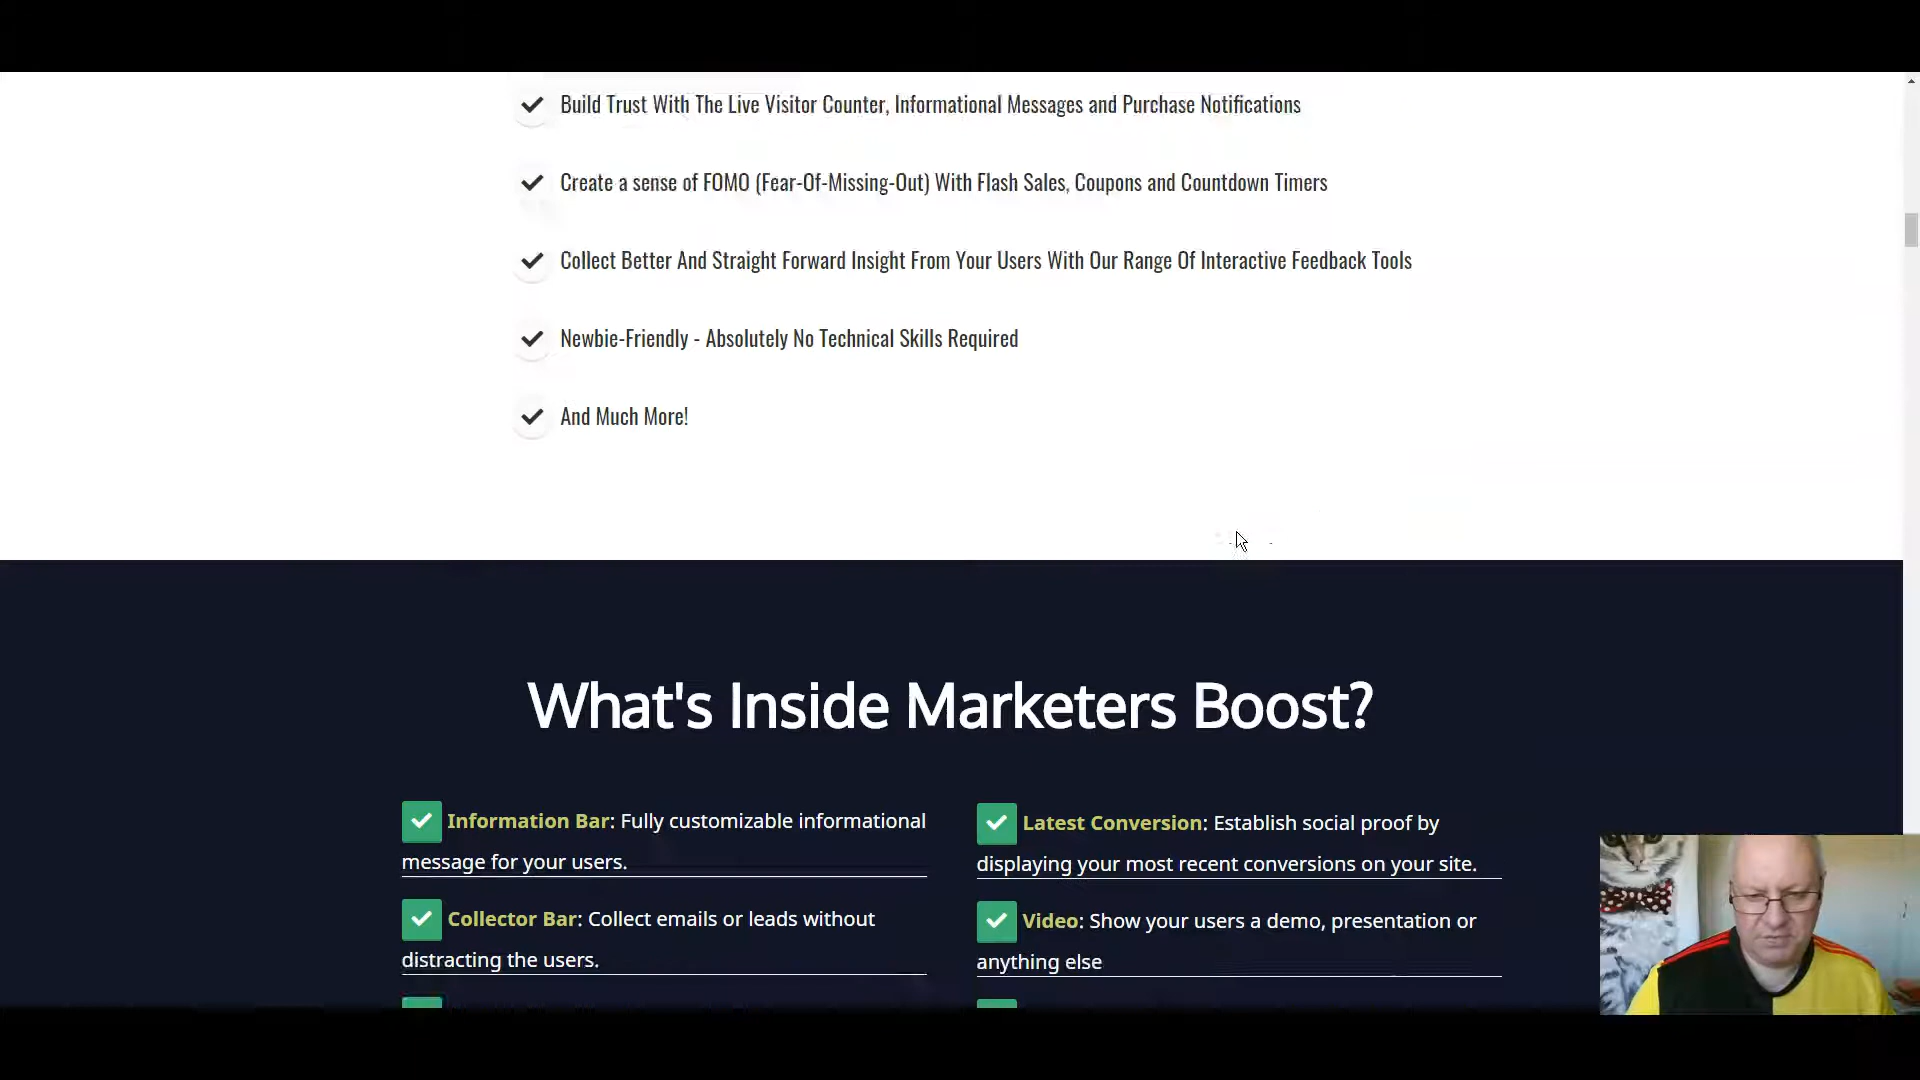 Build Trust With The Live Visitor Counter, Informational Messages and Purchase Notifications
Create a sense of FOMO (Fear-Of-Missing-Out) With Flash Sales, Coupons and Countdown Timers
Collect Better And Straight Forward Insight From Your Users With Our Range Of Interactive Feedback Tools
Newbie-Friendly - Absolutely No Technical Skills Required
And Much More!
What's Inside Marketers Boost?
Information Bar: Fully customizable informational
message for your users.
Collector Bar: Collect emails or leads without
distracting the users.
Latest Conversion: Establish social proof by
displaying your most recent conversions on your site.
Video: Show your users a demo, presentation or
anything else